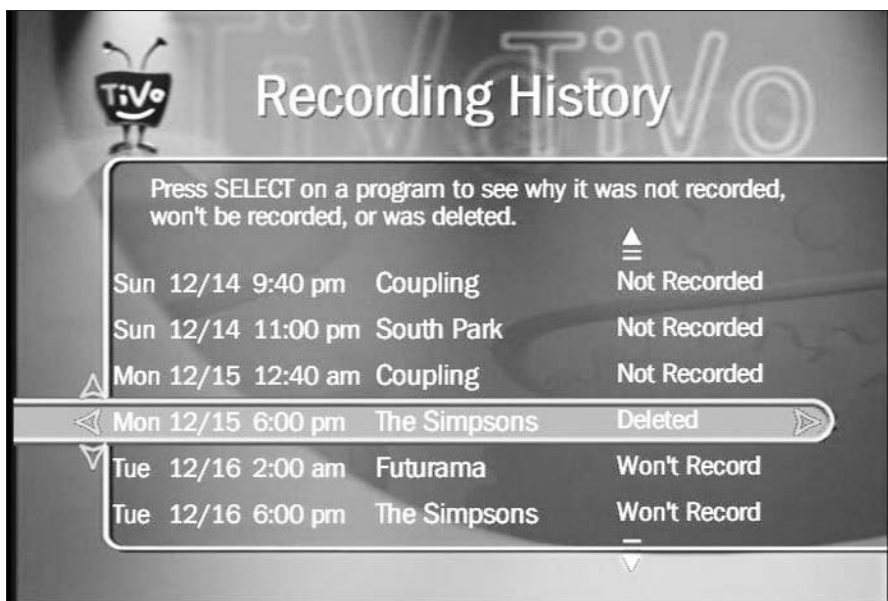 TiVo TiVo
TiVo
Recording History
Press SELECT on a program to see why it was not recorded,
won't be recorded, or was deleted.
Sun 12/14 9:40 pm Coupling Not Recorded
Sun 12/14 11:00 pm South Park Not Recorded
Mon 12/15 12:40 am Coupling Not Recorded
Mon 12/15 6:00 pm The Simpsons Deleted
Tue 12/16 2:00 am Futurama Won't Record
Tue 12/16 6:00 pm The Simpsons Won't Record